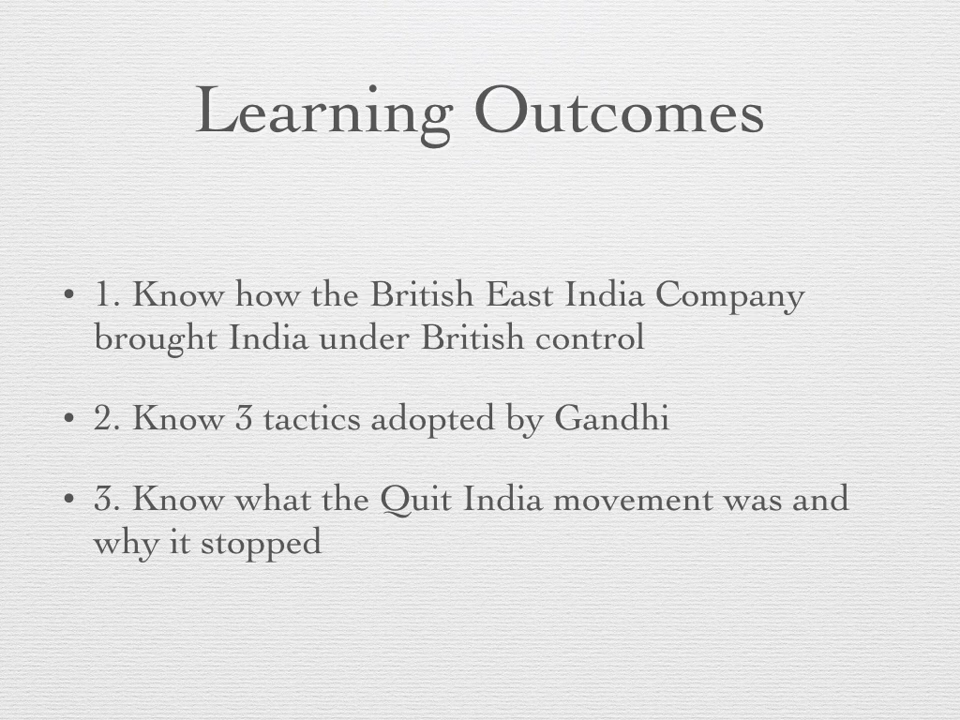 Learning Outcomes
• 1. Know how the British East India Company
brought India under British control
• 2. Know 3 tactics adopted by Gandhi
• 3. Know what the Quit India movement was and
why it stopped